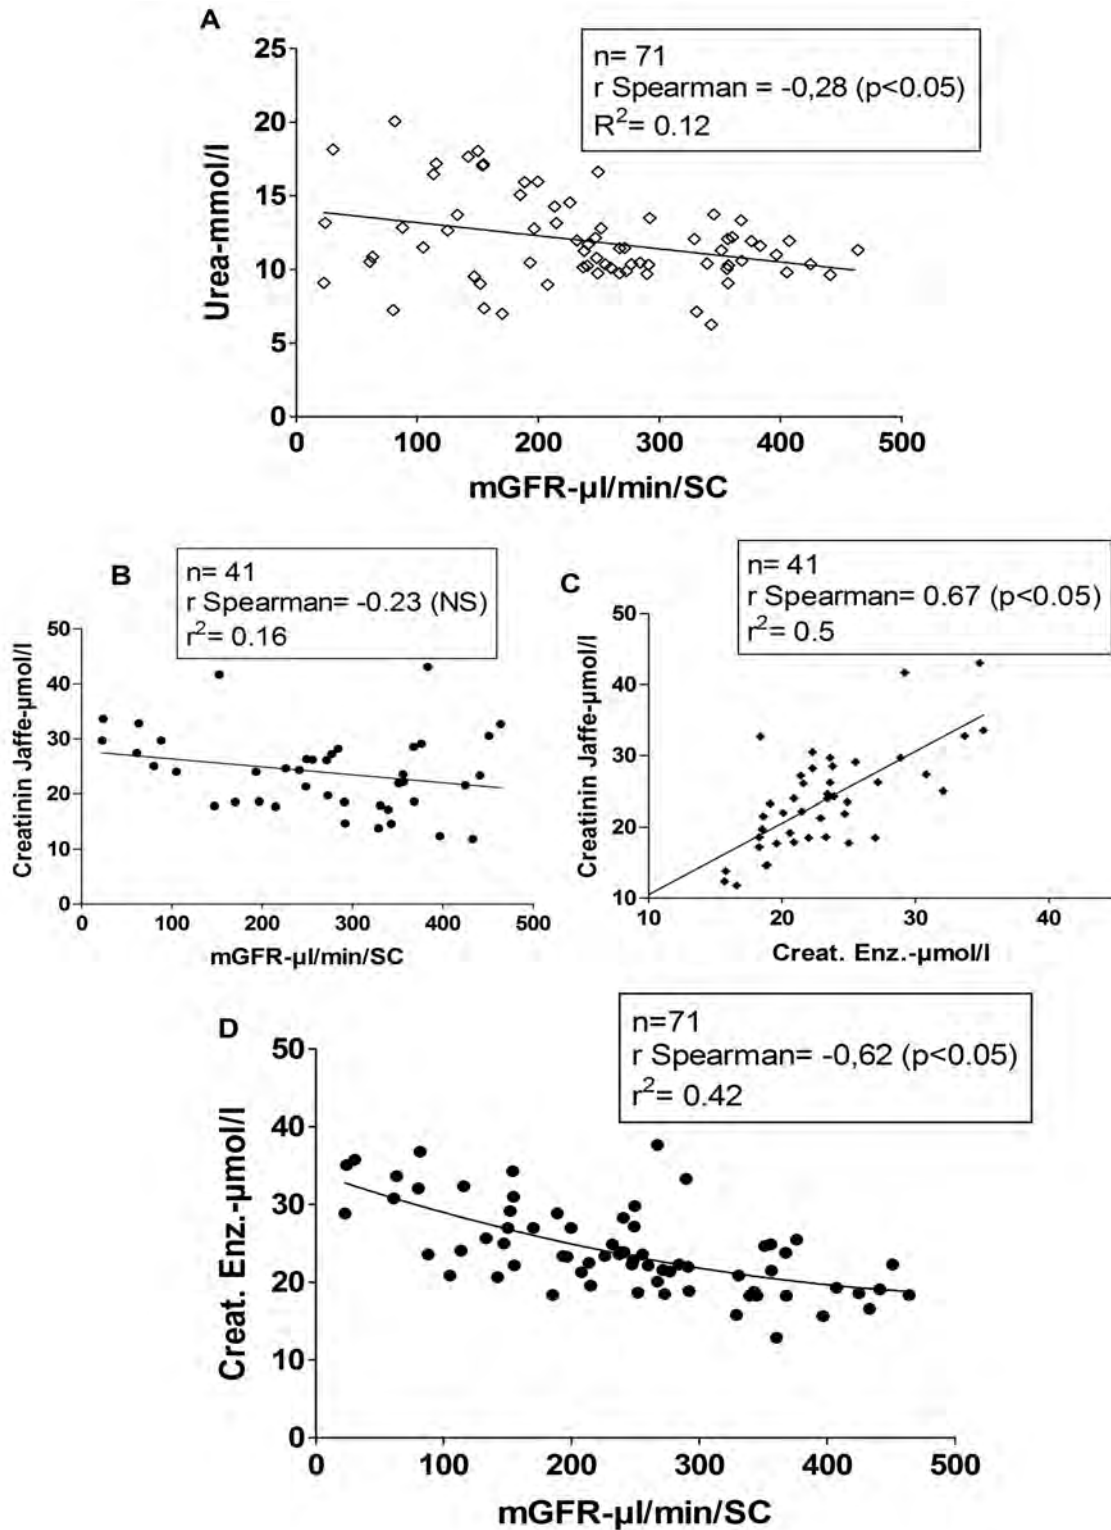 A
n= 71
r Spearman = -0,28 (p<0.05)
R²= 0.12
Urea-mmol/l
25
20
15
10
5
0
0 100 200 300 400 500
mGFR-µl/min/SC
B
n= 41
r Spearman= -0.23 (NS)
r²= 0.16
Creatinin Jaffe-µmol/l
50
40
30
20
10
0
0 100 200 300 400 500
mGFR-µl/min/SC
C
n= 41
r Spearman= 0.67 (p<0.05)
r²= 0.5
Creatinin Jaffe-µmol/l
50
40
30
20
10
10 20 30 40
Creat. Enz.-µmol/l
D
n=71
r Spearman= -0,62 (p<0.05)
r²= 0.42
Creat. Enz.-µmol/l
50
40
30
20
10
0
0 100 200 300 400 500
mGFR-µl/min/SC